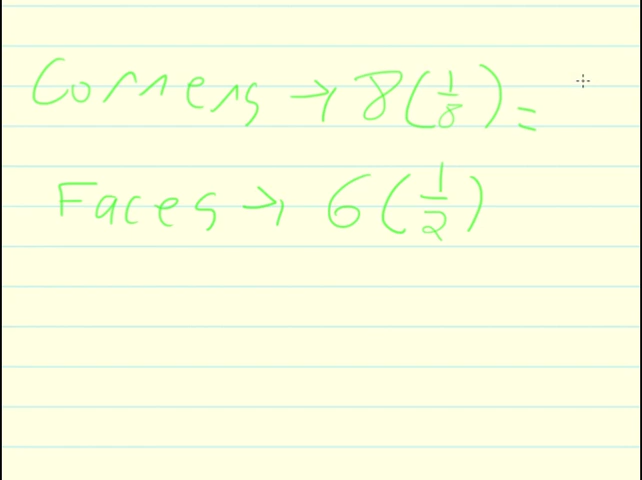 Corners → 8(1/8) =
Faces → 6(1/2)